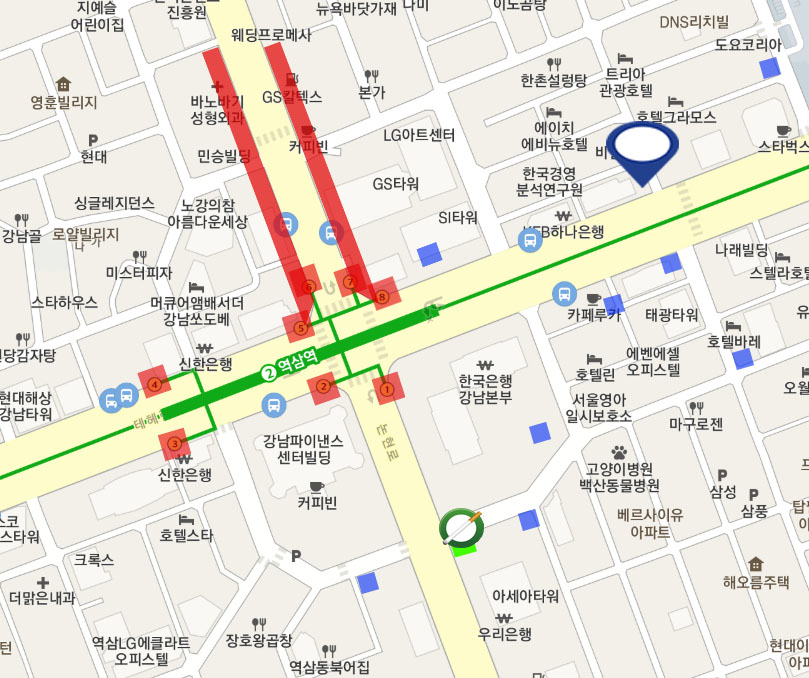 지예슬
어린이집
진흥원
뉴욕바닷가재
웨딩프로메사
DNS리치빌
도요코리아
영훈빌리지
바노바기
성형외과
GS칼텍스
본가
한촌설렁탕
트리아
관광호텔
호텔그라모스
P
현대
민승빌딩
커피빈
LG아트센터
에이치
에비뉴호텔
스타벅스
한국경영
분석연구원
GS타워
싱글레지던스
노강의참
아름다운세상
SI타워
KEB하나은행
강남골
로얄빌리지
미스터피자
나래빌딩
스텔라호텔
스타하우스
머큐어앰배서더
강남쏘도베
6
7
8
5
카페루카
태광타워
호텔바레
신한은행
2 역삼역
4
2
1
3
한국은행
강남본부
호텔린
에벤에셀
오피스텔
현대해상
강남타워
테헤
논현로
서울영아
일시보호소
마구로젠
강남파이낸스
센터빌딩
신한은행
커피빈
고양이병원
백산동물병원
P
삼성
P
삼풍
베르사이유
아파트
스타워
호텔스타
P
크록스
해오름주택
더맑은내과
아세아타워
우리은행
역삼LG에클라트
오피스텔
장호왕곱창
역삼동북어집